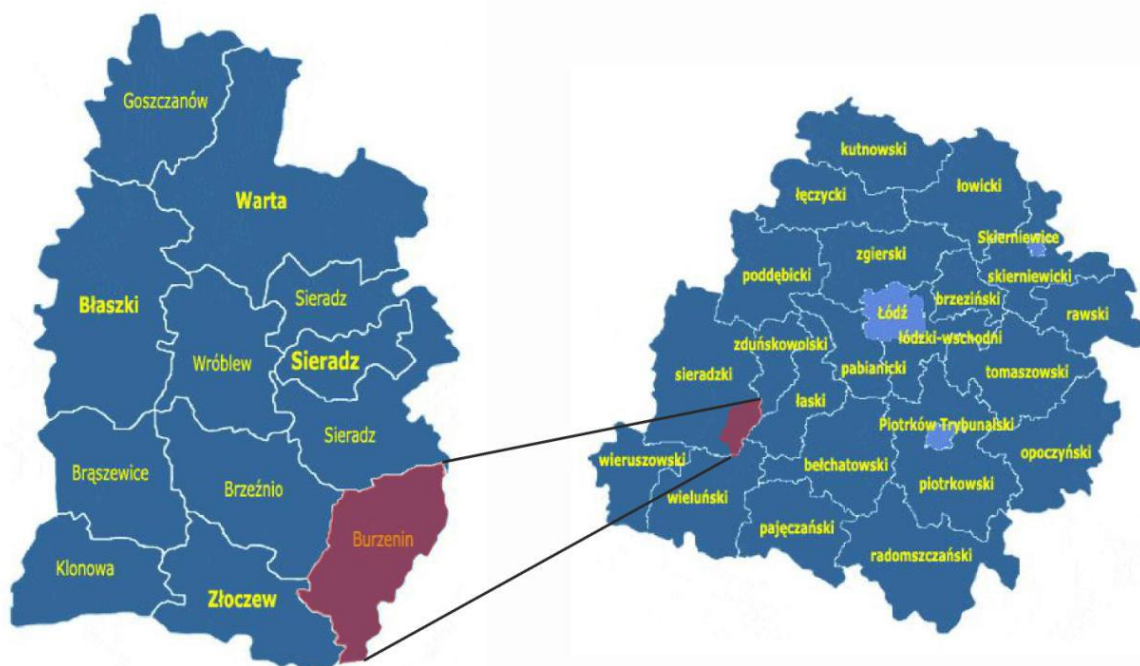 Goszczanów
Warta
Błaszki
Sieradz
Wróblew
Sieradz
Sieradz
Brąszewice
Brzeźnio
Burzenin
Klonowa
Złoczew
kutnowski
łęczycki
łowicki
Skierniewice
zgierski
poddębicki
skierniewicki
brzeziński
Łódź
rawski
łódzki-wschodni
zduńskowolski
pabianicki
tomaszowski
sieradzki
łaski
Piotrków Trybunalski
opoczyński
wieruszowski
bełchatowski
piotrkowski
wieluński
pajęczański
radomszczański